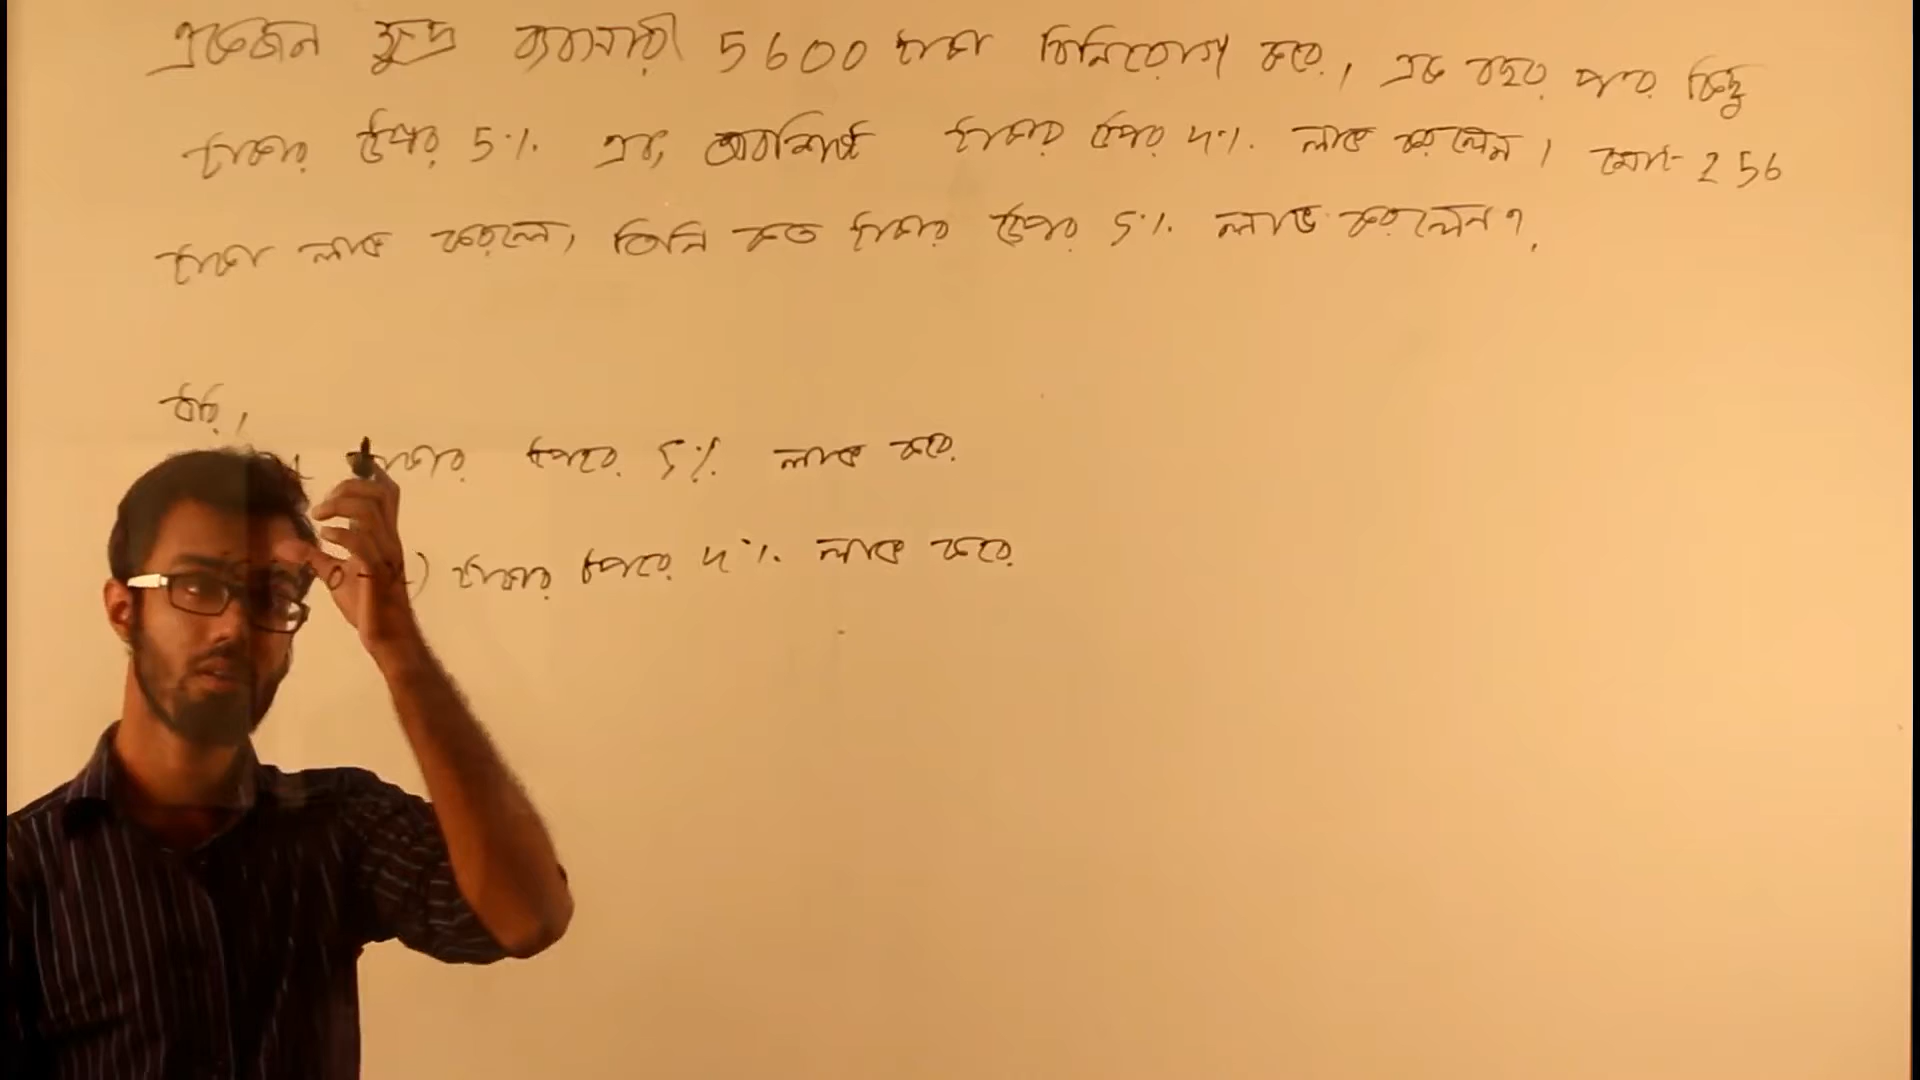 একজন ক্ষুদ্র ব্যবসায়ী 5600 টাকা বিনিয়োগ করে, এক বছর পরে কিছু
টাকার উপর 5%. এবং অবশিষ্ট টাকার উপর 4%. লাভ করলেন। মোট 256
টাকা লাভ করলে, তিনি কত টাকার উপর 5%. লাভ করলেন?
ধরি,
x টাকার উপরে 5% লাভ করে
টাকার উপরে 4%. লাভ করে